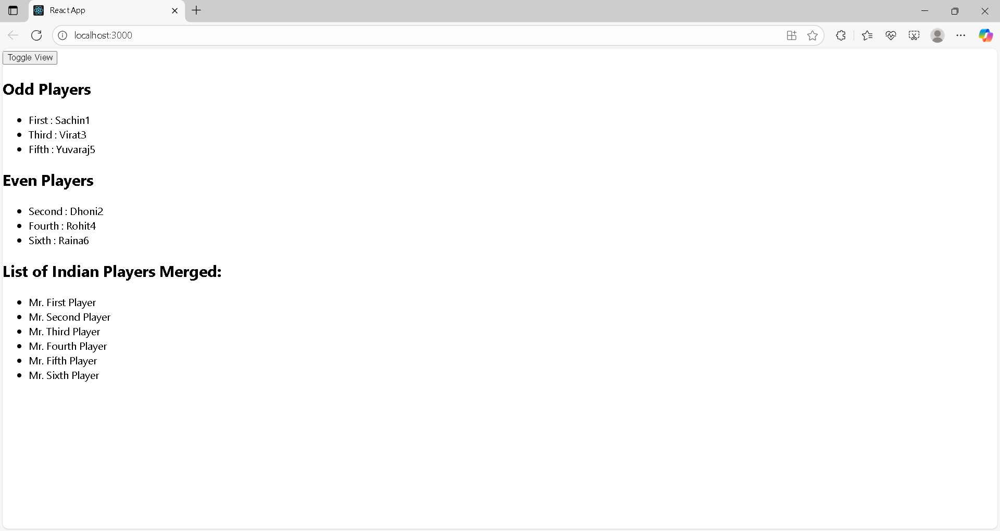 React App
localhost:3000
Toggle View
Odd Players
First : Sachin1
Third : Virat3
Fifth : Yuvaraj5
Even Players
Second : Dhoni2
Fourth : Rohit4
Sixth : Raina6
List of Indian Players Merged:
Mr. First Player
Mr. Second Player
Mr. Third Player
Mr. Fourth Player
Mr. Fifth Player
Mr. Sixth Player